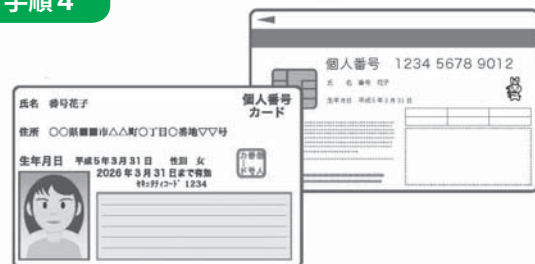 手順4
個人番号 1234 5678 9012
氏名 番号 花子
生年月日 平成5年3月31日
氏名 番号花子
個人番号
カード
住所 〇〇県■■市△△町〇丁目〇番地▽▽号
生年月日 平成5年3月31日 性別 女
2026年3月31日まで有効
セキュリティコード 1234